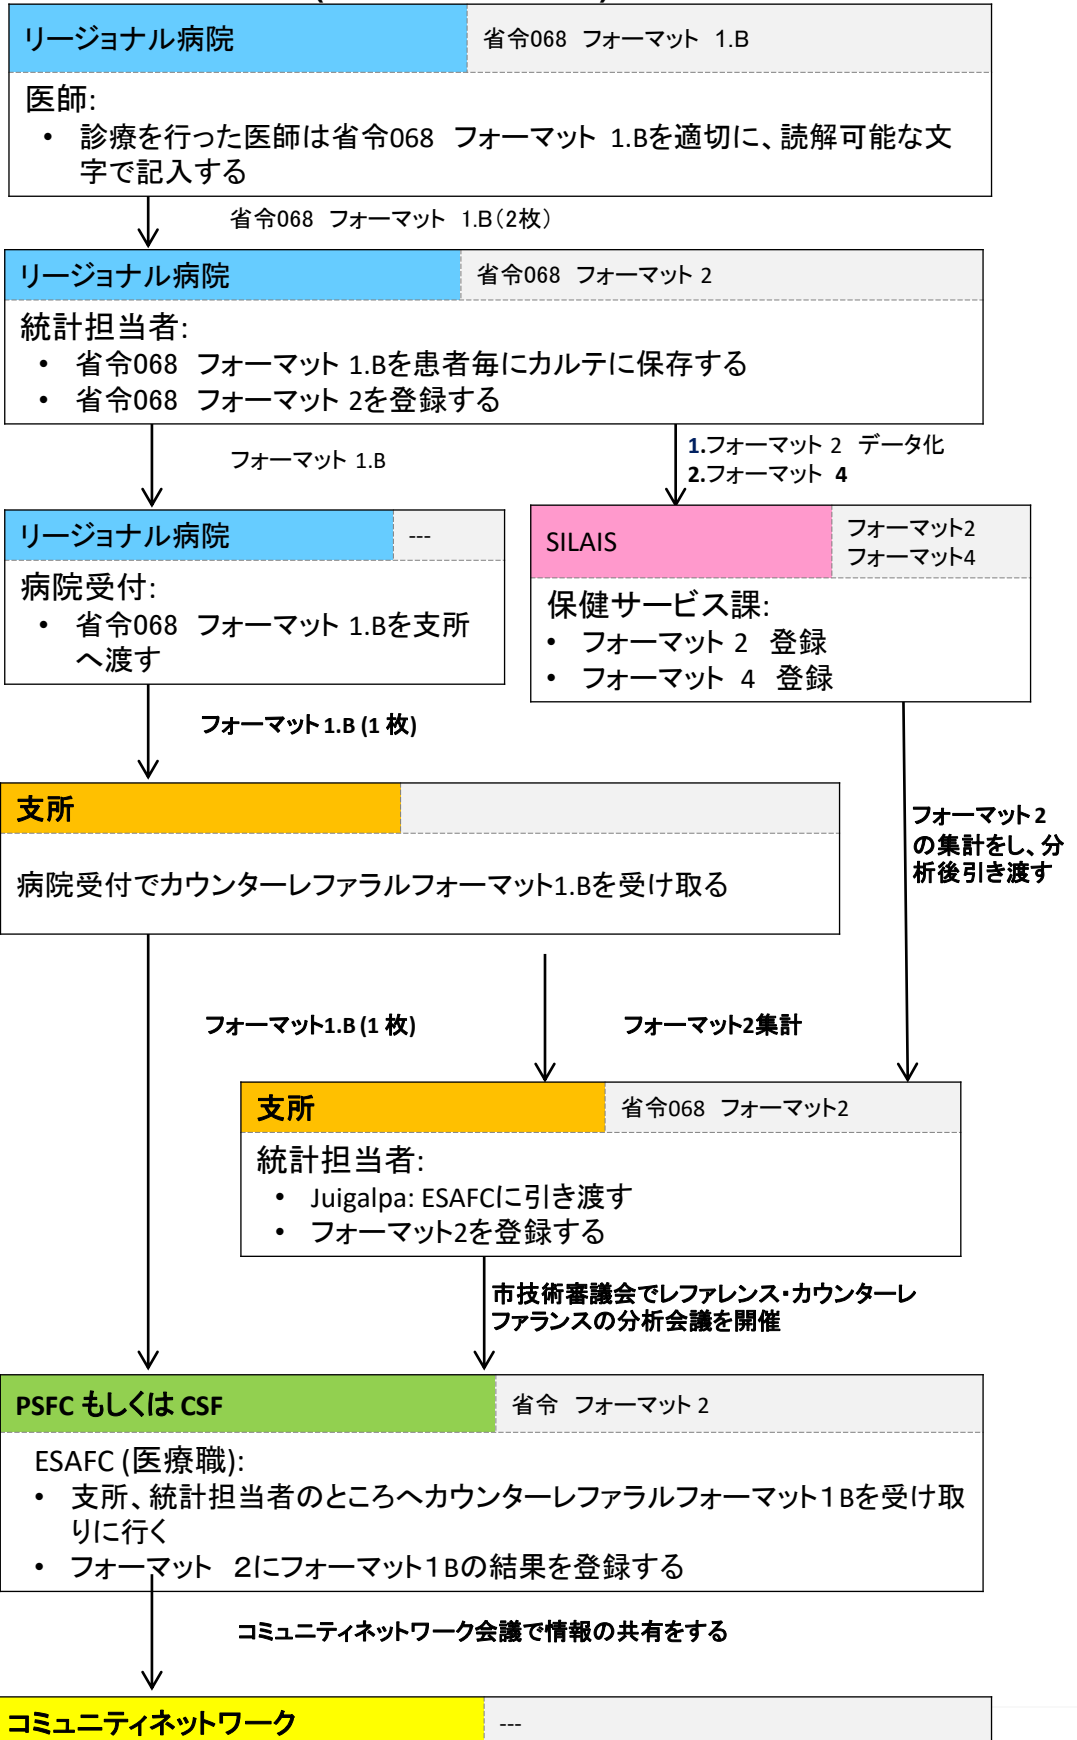 リージョナル病院
省令068 フォーマット 1.B
医師:
• 診療を行った医師は省令068 フォーマット 1.Bを適切に、読解可能な文
字で記入する
省令068 フォーマット 1.B(2枚)
リージョナル病院
省令068 フォーマット 2
統計担当者:
• 省令068 フォーマット 1.Bを患者毎にカルテに保存する
• 省令068 フォーマット 2を登録する
フォーマット 1.B
1.フォーマット 2 データ化
2.フォーマット 4
リージョナル病院
---
病院受付:
• 省令068 フォーマット 1.Bを支所
へ渡す
SILAIS
フォーマット2
フォーマット4
保健サービス課:
• フォーマット 2 登録
• フォーマット 4 登録
フォーマット 1.B (1 枚)
支所
病院受付でカウンターレファラルフォーマット1.Bを受け取る
フォーマット 2
の集計をし、分
析後引き渡す
フォーマット1.B (1 枚)
フォーマット2集計
支所
省令068 フォーマット2
統計担当者:
• Juigalpa: ESAFCに引き渡す
• フォーマット2を登録する
市技術審議会でレファレンス・カウンターレ
ファランスの分析会議を開催
PSFC もしくは CSF
省令 フォーマット 2
ESAFC (医療職):
• 支所、統計担当者のところへカウンターレファラルフォーマット1Bを受け取
りに行く
• フォーマット 2にフォーマット1Bの結果を登録する
コミュニティネットワーク会議で情報の共有をする
コミュニティネットワーク
---